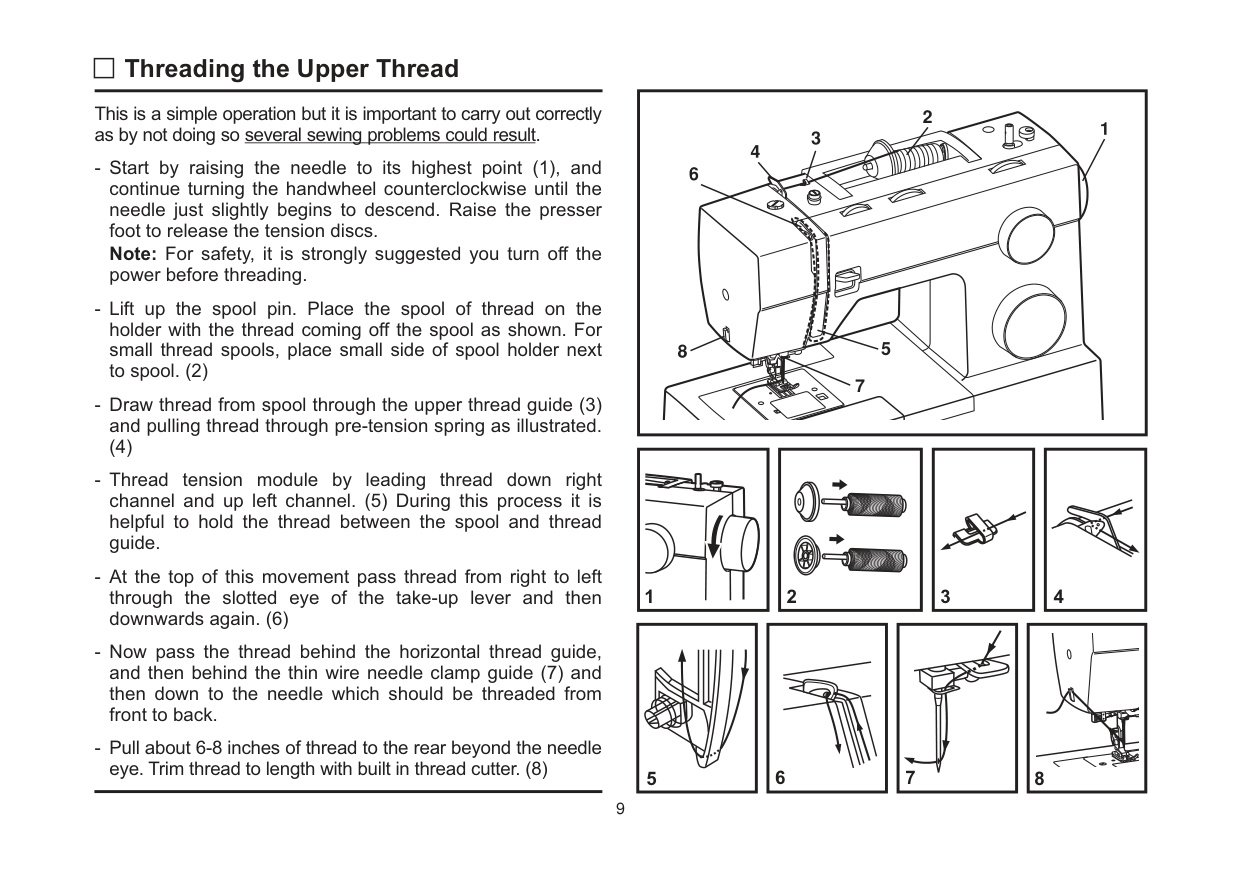 Threading the Upper Thread
This is a simple operation but it is important to carry out correctly
as by not doing so several sewing problems could result.
- Start by raising the needle to its highest point (1), and
continue turning the handwheel counterclockwise until the
needle just slightly begins to descend. Raise the presser
foot to release the tension discs.
Note: For safety, it is strongly suggested you turn off the
power before threading.
- Lift up the spool pin. Place the spool of thread on the
holder with the thread coming off the spool as shown. For
small thread spools, place small side of spool holder next
to spool. (2)
- Draw thread from spool through the upper thread guide (3)
and pulling thread through pre-tension spring as illustrated.
(4)
- Thread tension module by leading thread down right
channel and up left channel. (5) During this process it is
helpful to hold the thread between the spool and thread
guide.
- At the top of this movement pass thread from right to left
through the slotted eye of the take-up lever and then
downwards again. (6)
- Now pass the thread behind the horizontal thread guide,
and then behind the thin wire needle clamp guide (7) and
then down to the needle which should be threaded from
front to back.
- Pull about 6-8 inches of thread to the rear beyond the needle
eye. Trim thread to length with built in thread cutter. (8)
1
2
3
4
6
5
8
7
1
2
3
4
5
6
7
8
9